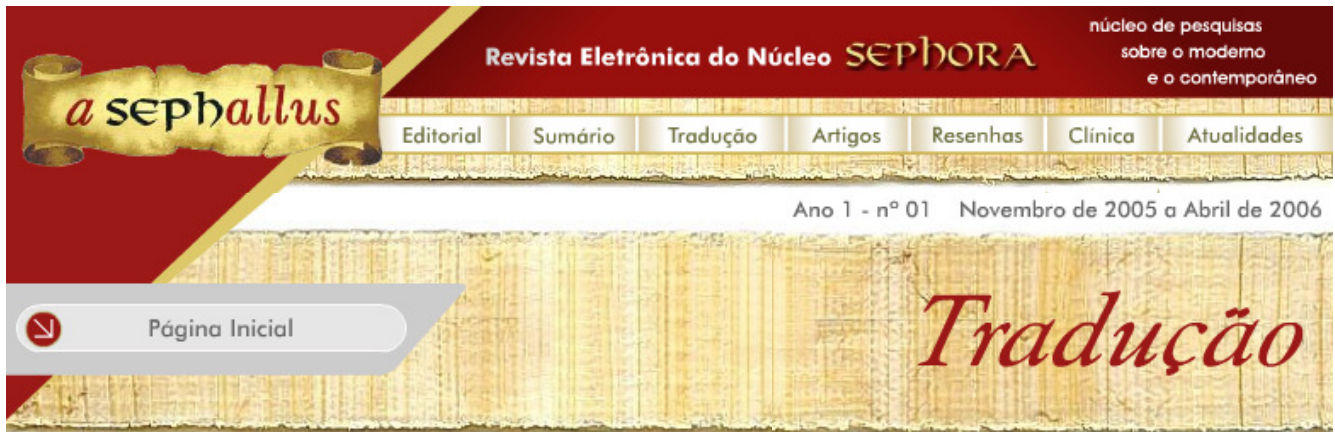 a sephallus
Revista Eletrônica do Núcleo SEPHORA
núcleo de pesquisas
sobre o moderno
e o contemporâneo
Editorial Sumário Tradução Artigos Resenhas Clínica Atualidades
Ano 1 - nº 01 Novembro de 2005 a Abril de 2006
Página Inicial
Tradução